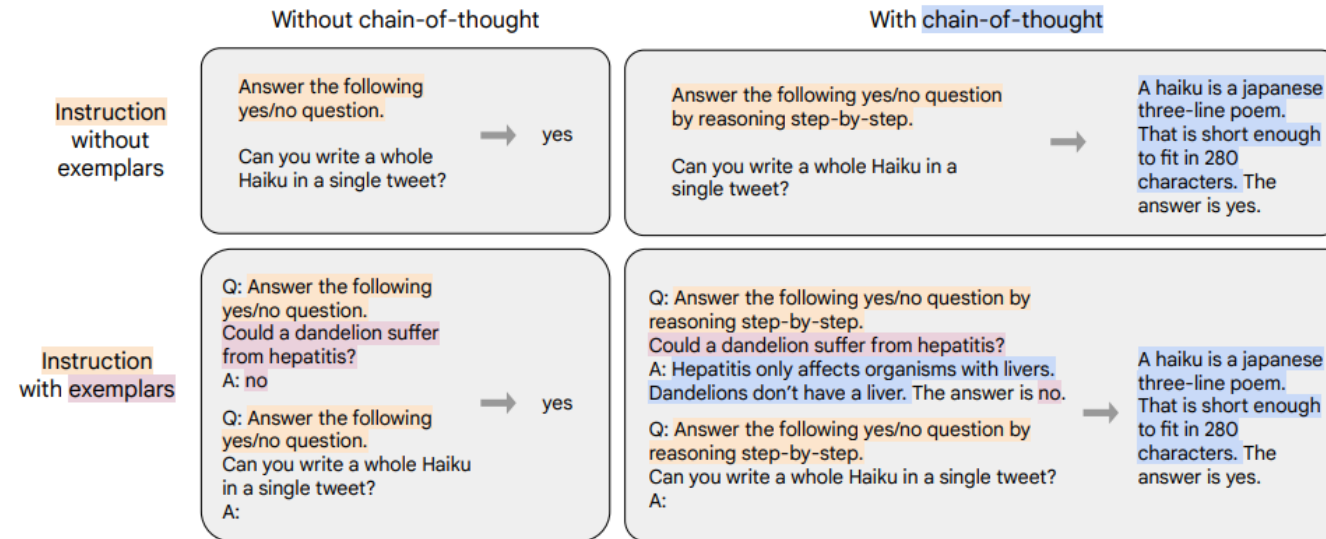 Without chain-of-thought
With chain-of-thought
Instruction
without
exemplars
Answer the following
yes/no question.
Can you write a whole
Haiku in a single tweet?
yes
Answer the following yes/no question
by reasoning step-by-step.
Can you write a whole Haiku in a
single tweet?
A haiku is a japanese
three-line poem.
That is short enough
to fit in 280
characters. The
answer is yes.
Instruction
with exemplars
Q: Answer the following
yes/no question.
Could a dandelion suffer
from hepatitis?
A: no
Q: Answer the following
yes/no question.
Can you write a whole Haiku
in a single tweet?
A:
yes
Q: Answer the following yes/no question by
reasoning step-by-step.
Could a dandelion suffer from hepatitis?
A: Hepatitis only affects organisms with livers.
Dandelions don’t have a liver. The answer is no.
Q: Answer the following yes/no question by
reasoning step-by-step.
Can you write a whole Haiku in a single tweet?
A:
A haiku is a japanese
three-line poem.
That is short enough
to fit in 280
characters. The
answer is yes.